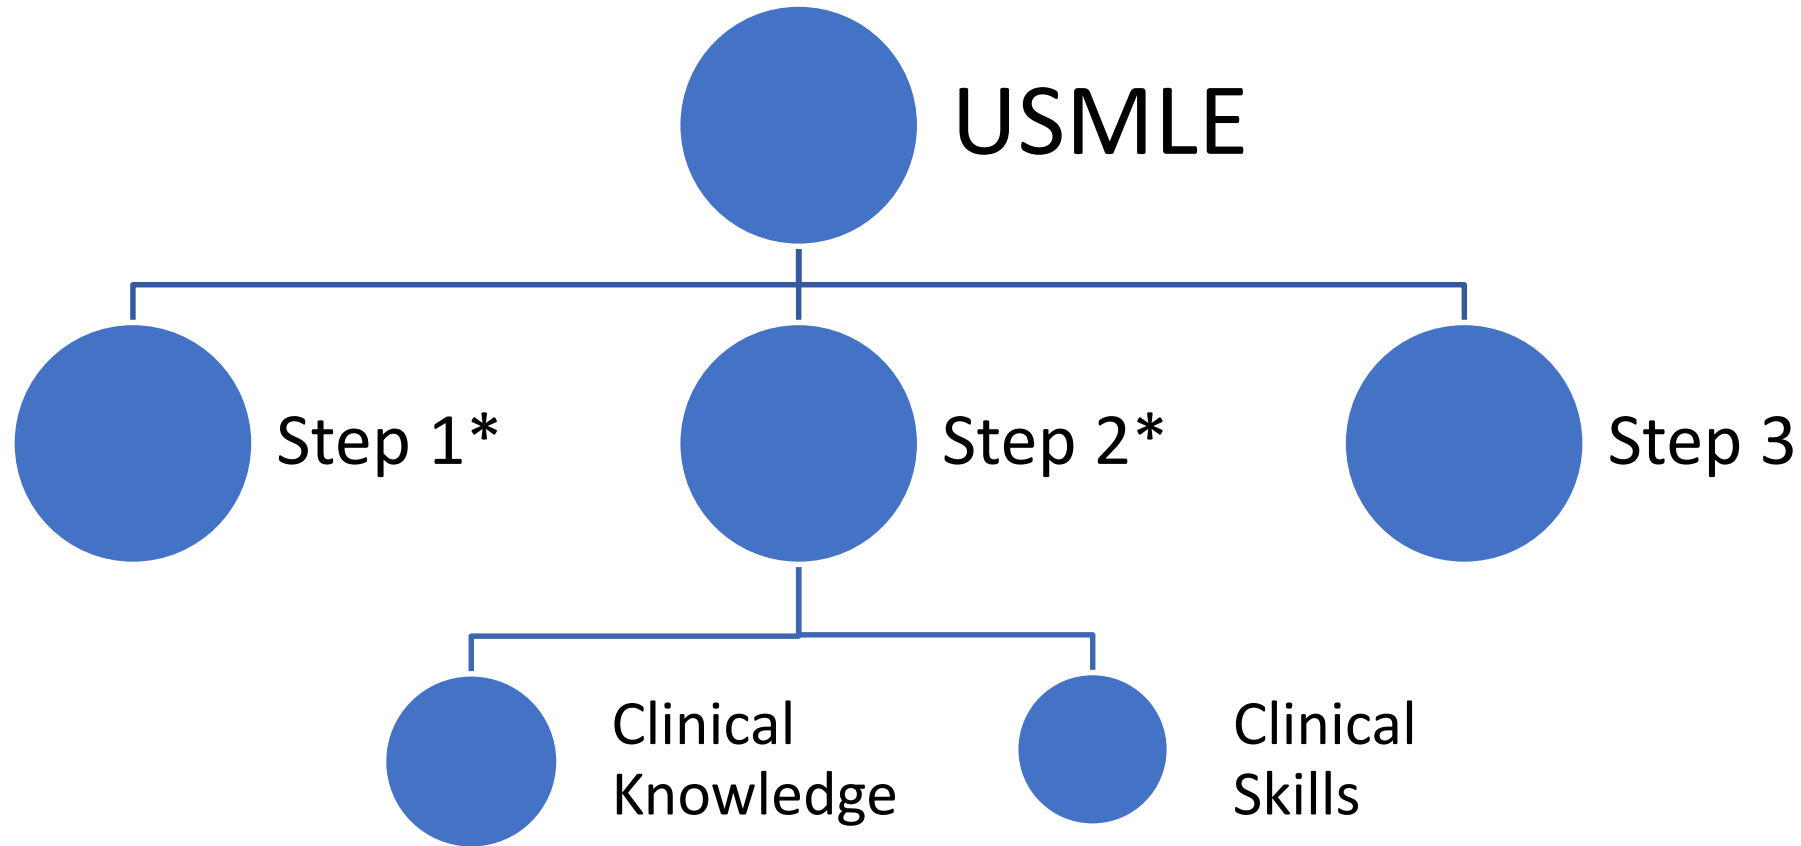 USMLE
Step 1*
Step 2*
Step 3
Clinical
Knowledge
Clinical
Skills